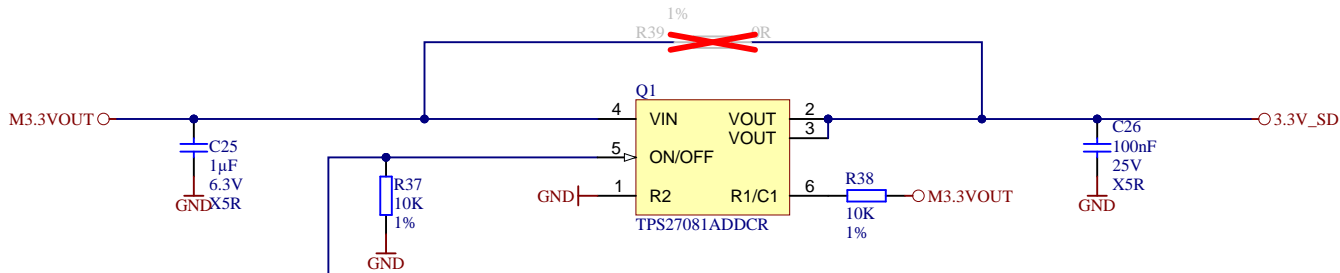 1%
R39 0R
Q1
M3.3VOUT
4 VIN VOUT 2
VOUT 3
3.3V_SD
C25
1µF
6.3V
X5R
GND
5 ON/OFF
R37
10K
1%
GND
GND
1 R2 R1/C1 6
TPS27081ADDCR
R38
10K
1%
M3.3VOUT
C26
100nF
25V
X5R
GND